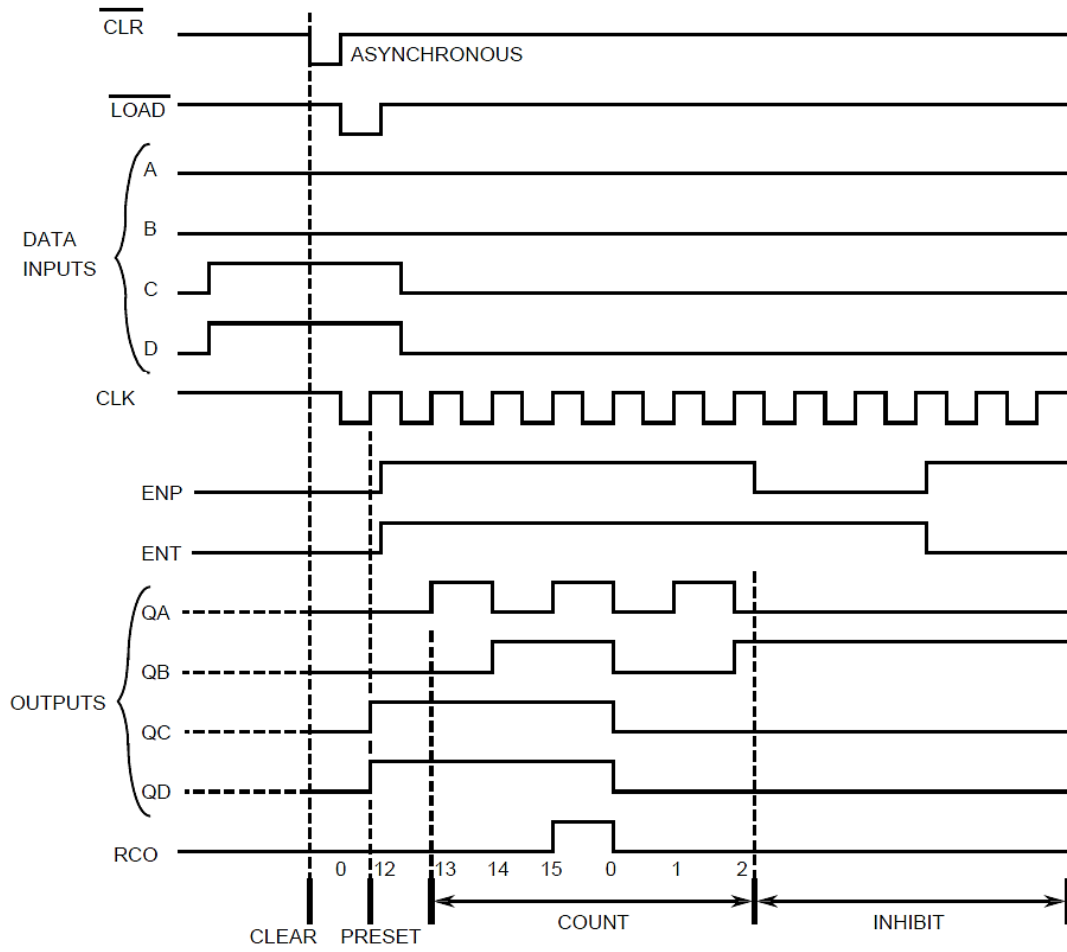 CLR
ASYNCHRONOUS
LOAD
A
B
DATA
INPUTS
C
D
CLK
ENP
ENT
QA
QB
OUTPUTS
QC
QD
RCO
0 12 13 14 15 0 1 2
COUNT INHIBIT
CLEAR PRESET